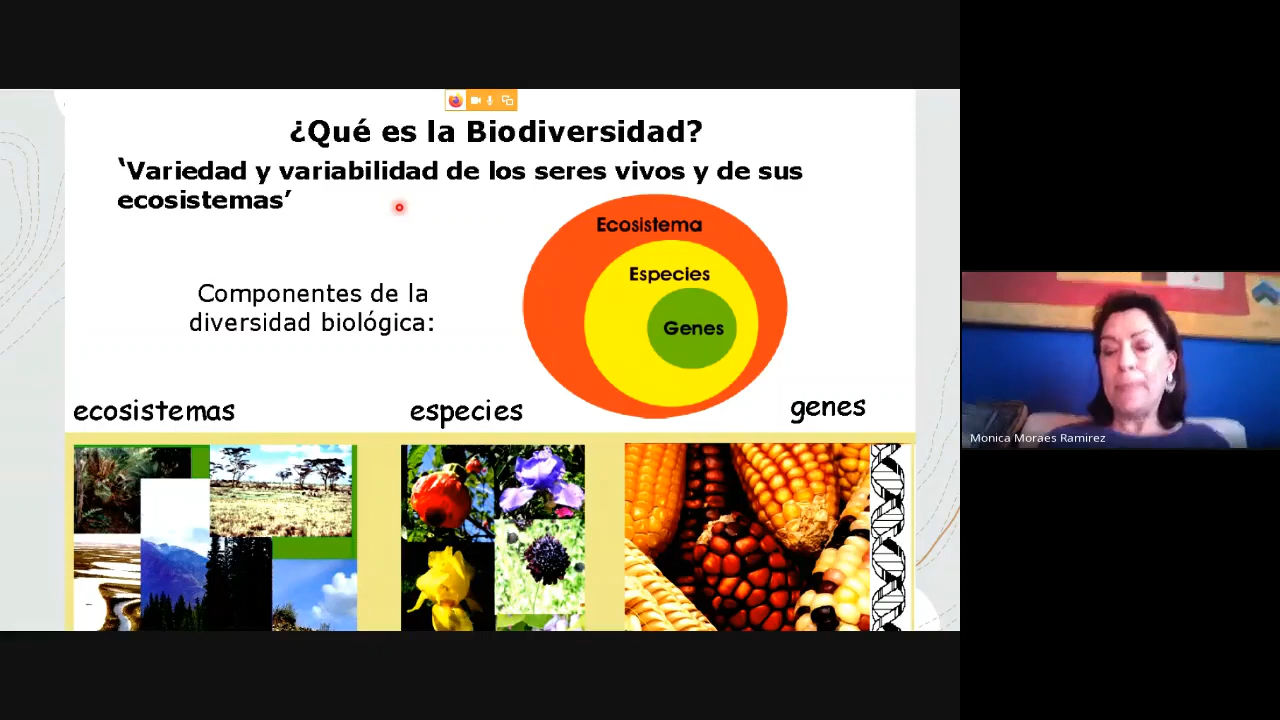 ¿Qué es la Biodiversidad?
‘Variedad y variabilidad de los seres vivos y de sus
ecosistemas’
Ecosistema
Especies
Genes
Componentes de la
diversidad biológica:
ecosistemas
especies
genes
Monica Moraes Ramirez